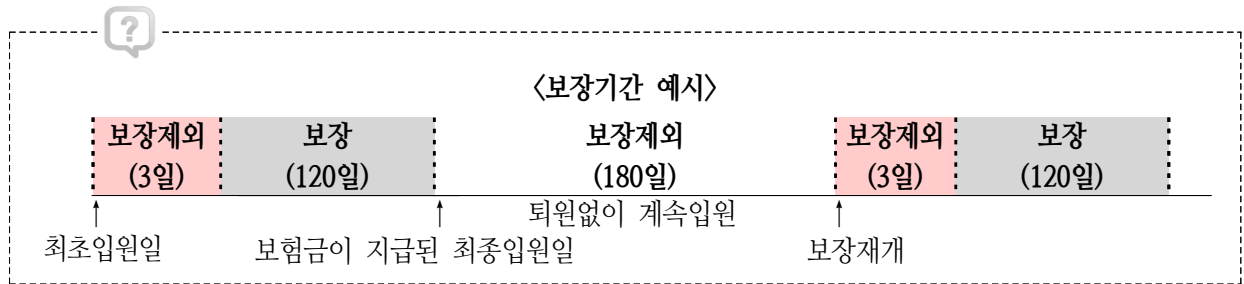 ?
〈보장기간 예시〉
보장제외 보장 보장제외 보장제외 보장
(3일) (120일) (180일) (3일) (120일)
퇴원없이 계속입원
최초입원일 보험금이 지급된 최종입원일 보장재개